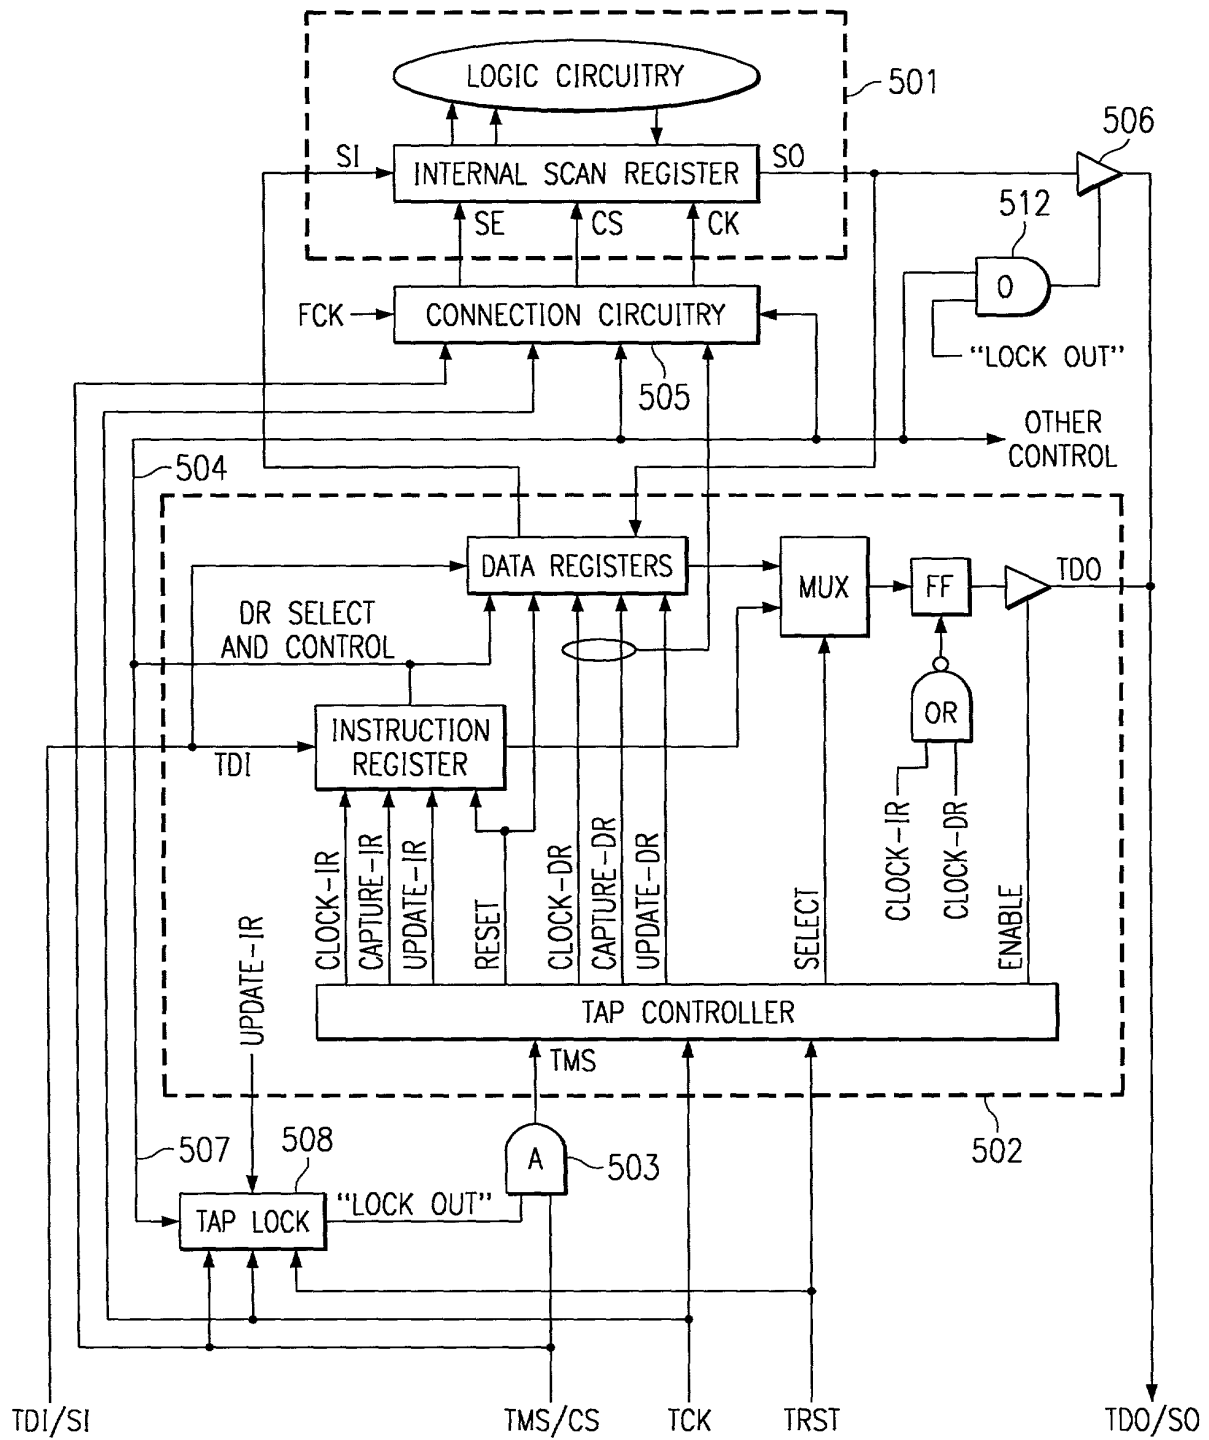 LOGIC CIRCUITRY
501
506
SI
INTERNAL SCAN REGISTER
SO
512
SE
CS
CK
O
FCK
CONNECTION CIRCUITRY
"LOCK OUT"
505
OTHER
CONTROL
504
DATA REGISTERS
MUX
FF
TDO
DR SELECT
AND CONTROL
OR
INSTRUCTION
REGISTER
TDI
CLOCK-IR
CLOCK-DR
CLOCK-IR
CAPTURE-IR
UPDATE-IR
RESET
CLOCK-DR
CAPTURE-DR
UPDATE-DR
SELECT
ENABLE
UPDATE-IR
TAP CONTROLLER
TMS
502
507
508
A
503
TAP LOCK
"LOCK OUT"
TDI/SI
TMS/CS
TCK
TRST
TDO/SO